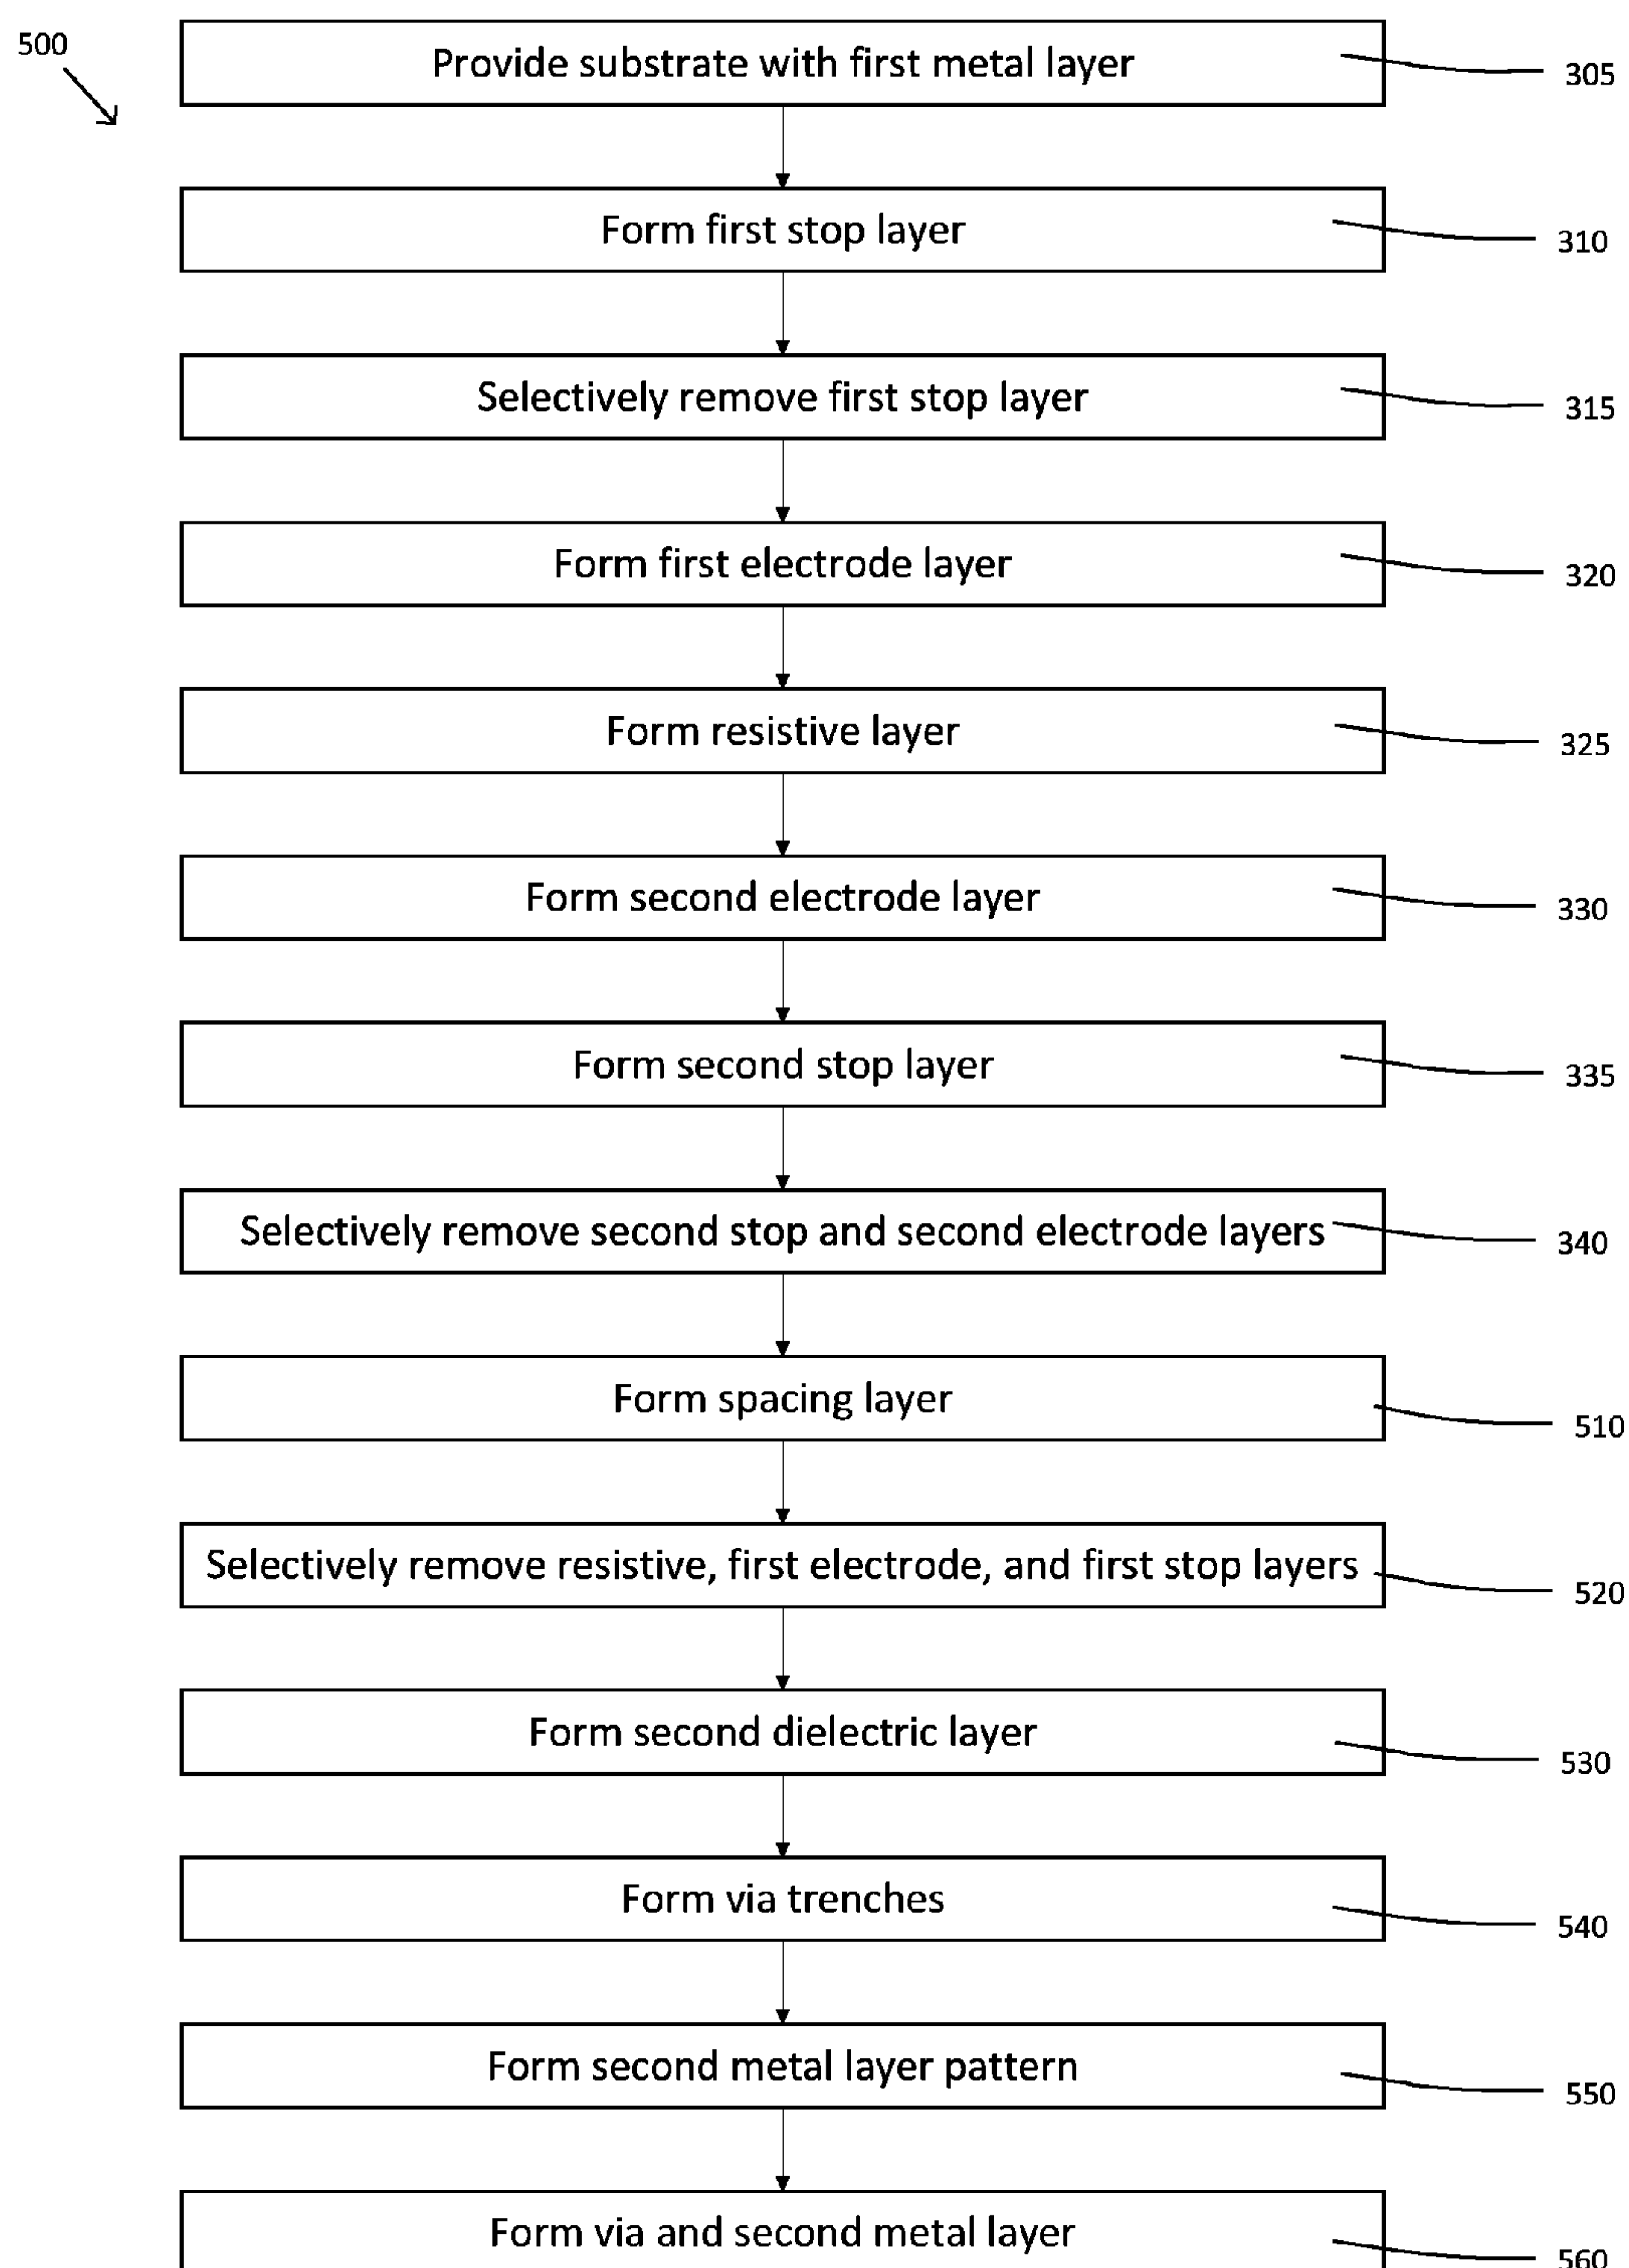 500
Provide substrate with first metal layer
305
Form first stop layer
310
Selectively remove first stop layer
315
Form first electrode layer
320
Form resistive layer
325
Form second electrode layer
330
Form second stop layer
335
Selectively remove second stop and second electrode layers
340
Form spacing layer
510
Selectively remove resistive, first electrode, and first stop layers
520
Form second dielectric layer
530
Form via trenches
540
Form second metal layer pattern
550
Form via and second metal layer
560